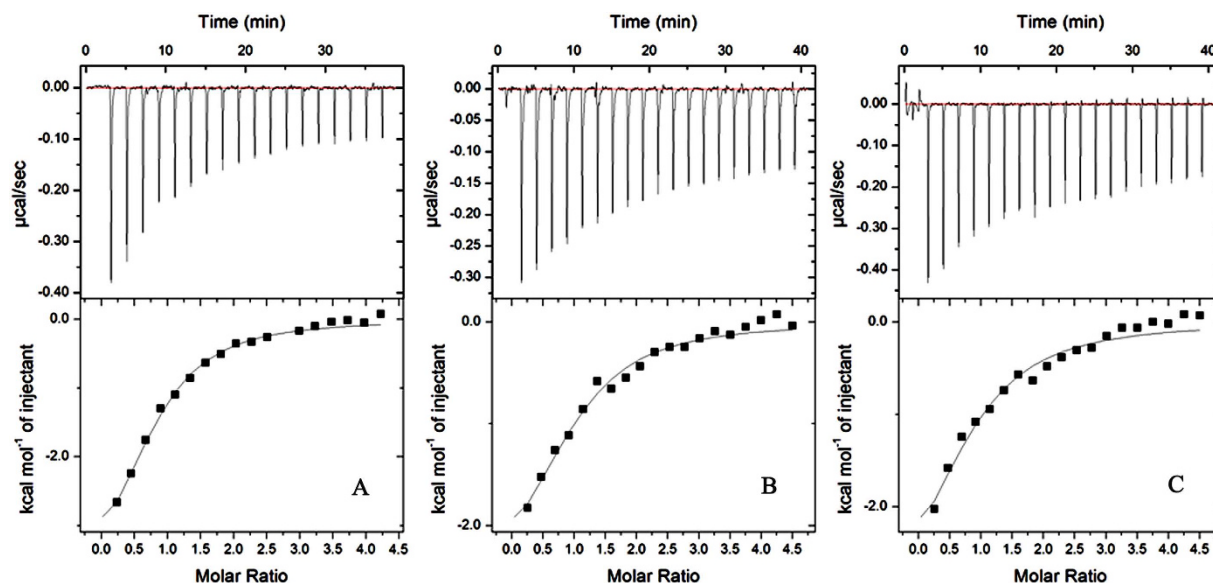 Time (min)
0 10 20 30
0.00
-0.10
-0.20
-0.30
-0.40
µcal/sec
0.0
-2.0
kcal mol⁻¹ of injectant
A
0.0 0.5 1.0 1.5 2.0 2.5 3.0 3.5 4.0 4.5
Molar Ratio
Time (min)
0 10 20 30 40
0.00
-0.05
-0.10
-0.15
-0.20
-0.25
-0.30
µcal/sec
0.0
-2.0
kcal mol⁻¹ of injectant
B
0.0 0.5 1.0 1.5 2.0 2.5 3.0 3.5 4.0 4.5
Molar Ratio
Time (min)
0 10 20 30 40
0.00
-0.10
-0.20
-0.30
-0.40
µcal/sec
0.0
-2.0
kcal mol⁻¹ of injectant
C
0.0 0.5 1.0 1.5 2.0 2.5 3.0 3.5 4.0 4.5
Molar Ratio